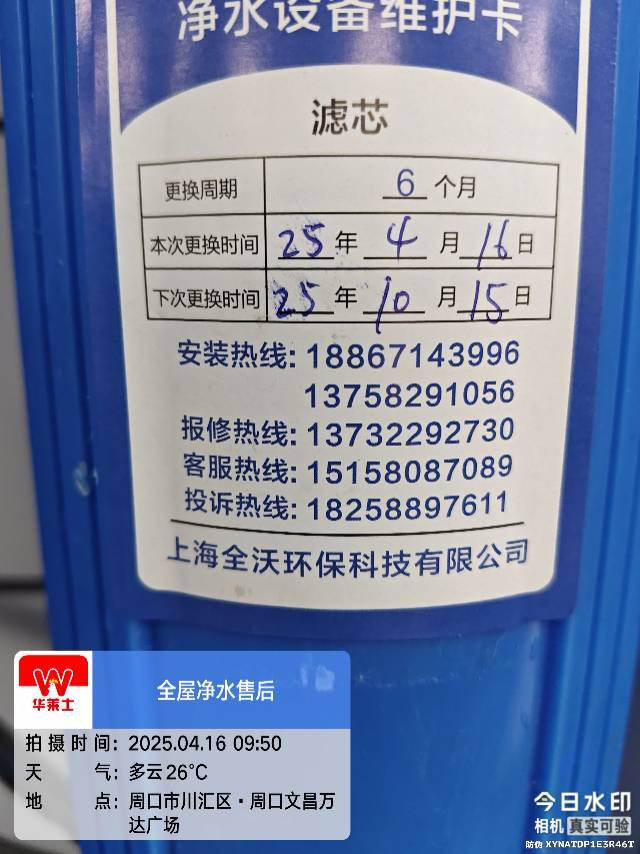 净水设备维护卡
滤芯
更换周期 6 个月
本次更换时间 25 年 4 月 16 日
下次更换时间 25 年 10 月 15 日
安装热线: 18867143996
13758291056
报修热线: 13732292730
客服热线: 15158087089
投诉热线: 18258897611
上海全沃环保科技有限公司
华莱士
全屋净水售后
拍摄时间: 2025.04.16 09:50
天气: 多云 26℃
地点: 周口市川汇区·周口文昌万
达广场
今日水印
相机 真实可验
防伪 XYNATDP1E3R46T